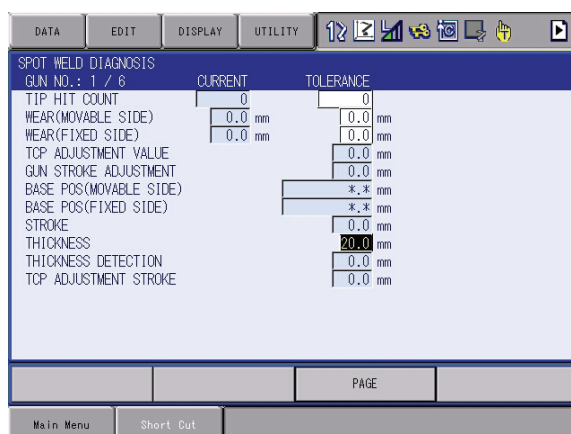 DATA EDIT DISPLAY UTILITY
SPOT WELD DIAGNOSIS
GUN NO.: 1 / 6 CURRENT TOLERANCE
TIP HIT COUNT 0 0
WEAR(MOVABLE SIDE) 0.0 mm 0.0 mm
WEAR(FIXED SIDE) 0.0 mm 0.0 mm
TCP ADJUSTMENT VALUE 0.0 mm
GUN STROKE ADJUSTMENT 0.0 mm
BASE POS(MOVABLE SIDE) *.* mm
BASE POS(FIXED SIDE) *.* mm
STROKE 0.0 mm
THICKNESS 20.0 mm
THICKNESS DETECTION 0.0 mm
TCP ADJUSTMENT STROKE 0.0 mm
PAGE
Main Menu Short Cut